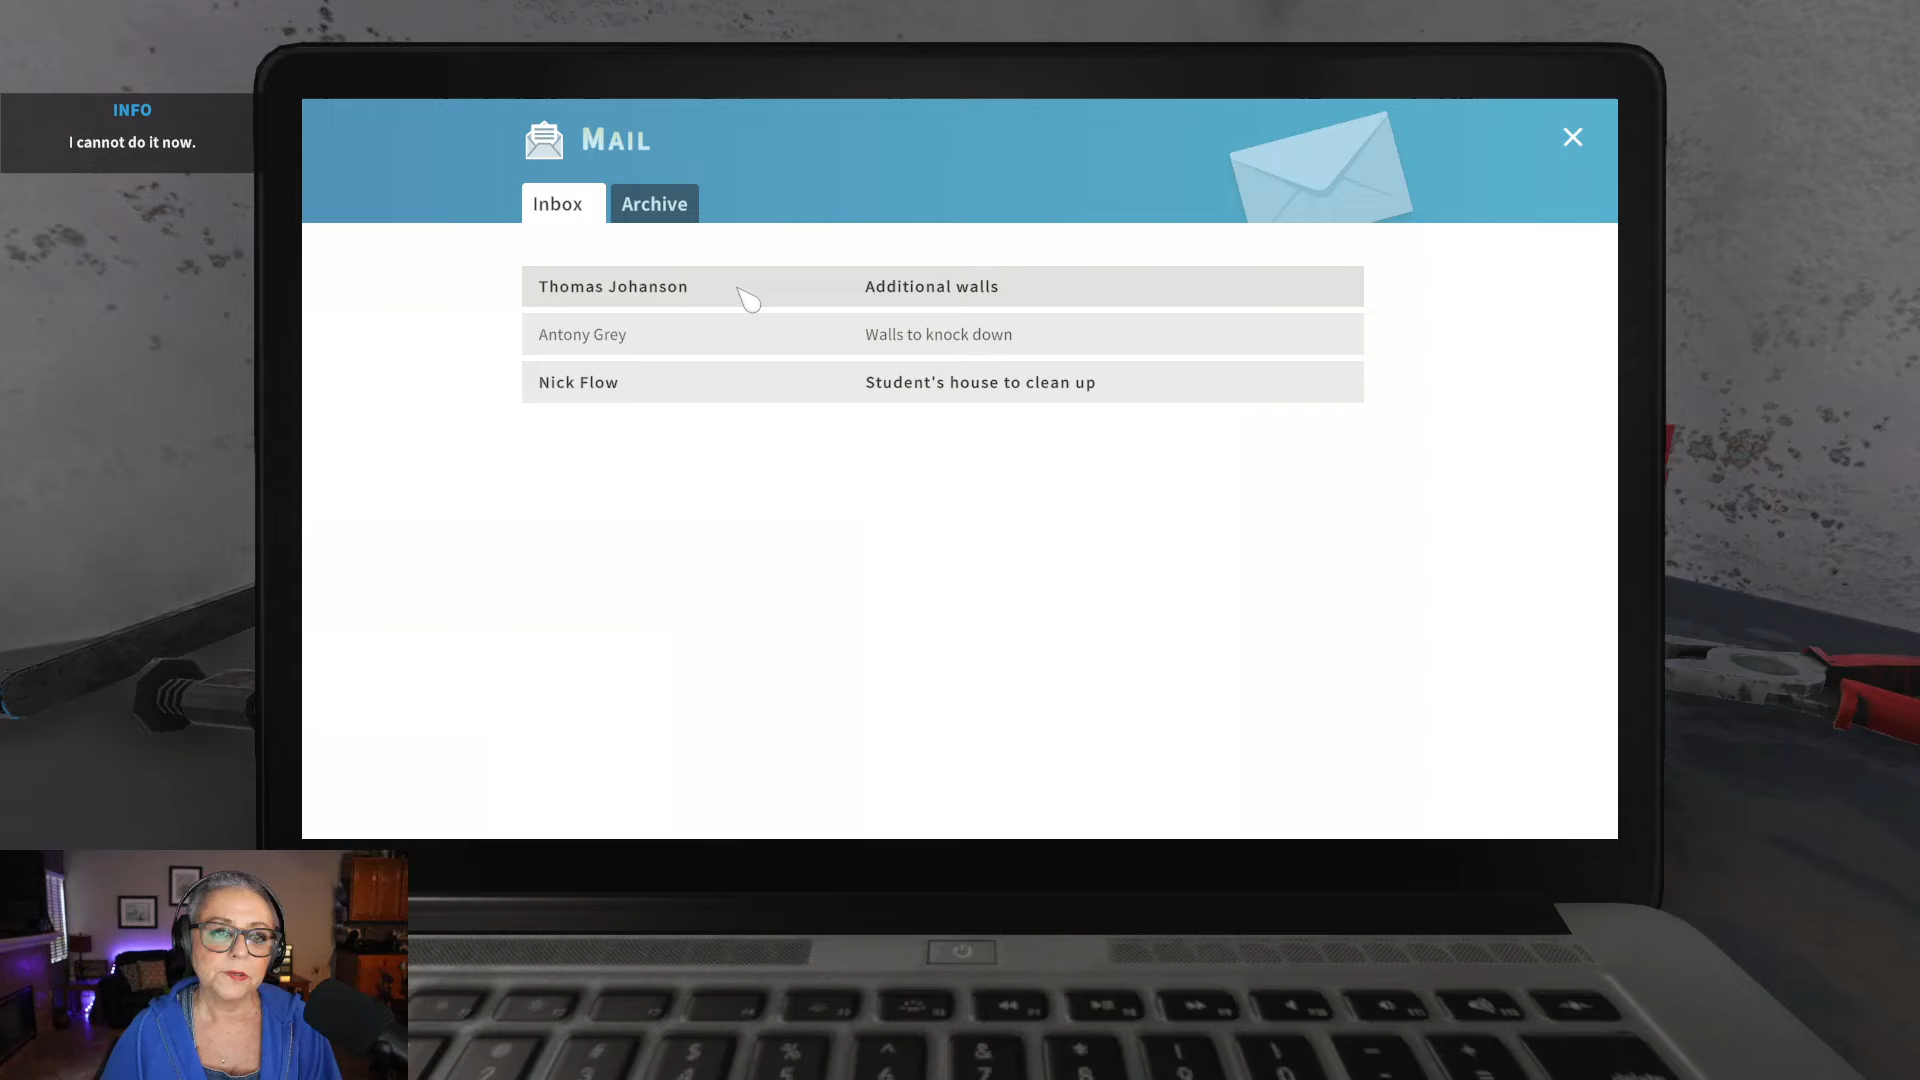 INFO
I cannot do it now.
MAIL
Inbox
Archive
Thomas Johanson Additional walls
Antony Grey Walls to knock down
Nick Flow Student's house to clean up